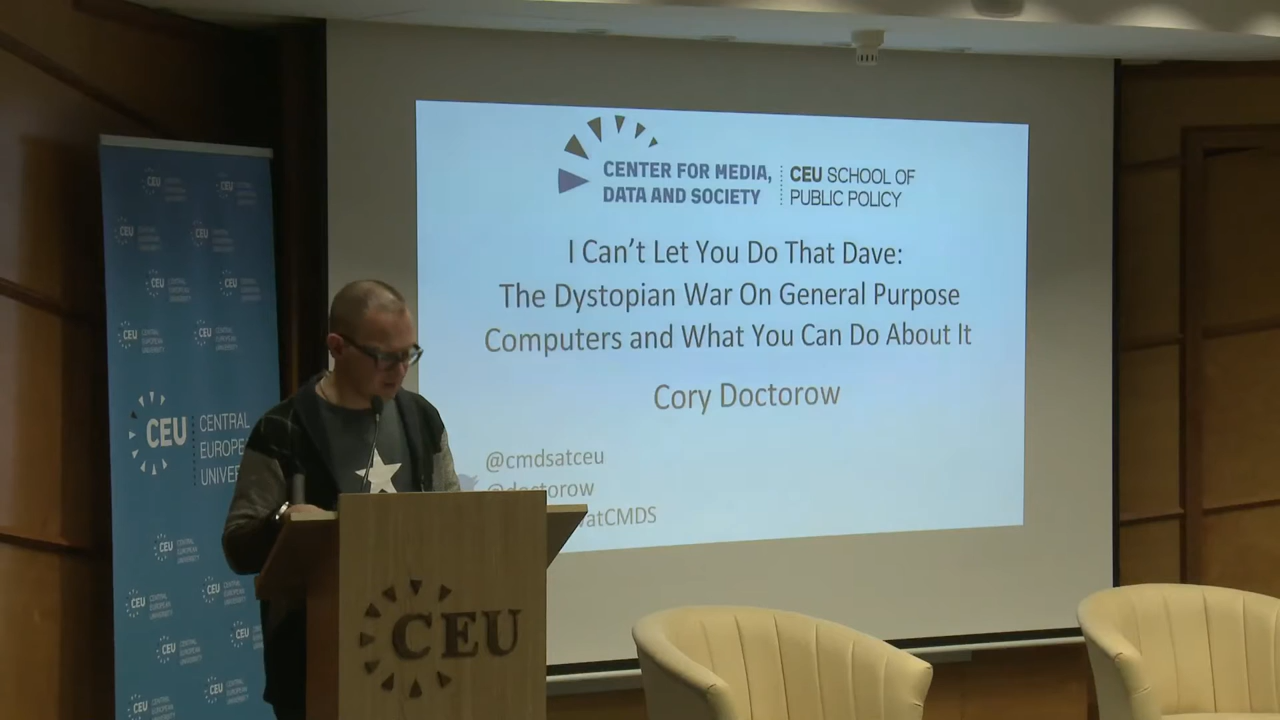 CENTER FOR MEDIA,
DATA AND SOCIETY
CEU SCHOOL OF
PUBLIC POLICY
I Can't Let You Do That Dave:
The Dystopian War On General Purpose
Computers and What You Can Do About It
Cory Doctorow
@cmdsatceu
@doctorow
atCMDS
CEU
CENTRAL
EUROPE
UNIVER
CEU